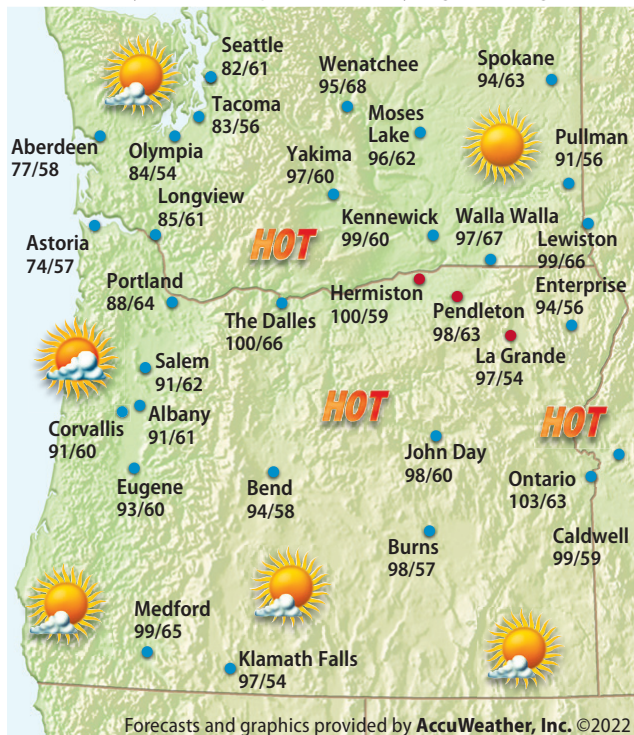 Seattle
82/61
Wenatchee
95/68
Spokane
94/63
Tacoma
83/56
Moses
Lake
96/62
Pullman
91/56
Aberdeen
77/58
Olympia
84/54
Yakima
97/60
Longview
85/61
Kennewick
99/60
Walla Walla
97/67
Lewiston
99/66
Astoria
74/57
HOT
Portland
88/64
The Dalles
100/66
Hermiston
100/59
Pendleton
98/63
Enterprise
94/56
La Grande
97/54
Salem
91/62
HOT
HOT
Corvallis
91/60
Albany
91/61
John Day
98/60
Eugene
93/60
Bend
94/58
Ontario
103/63
Burns
98/57
Caldwell
99/59
Medford
99/65
Klamath Falls
97/54
Forecasts and graphics provided by AccuWeather, Inc. ©2022